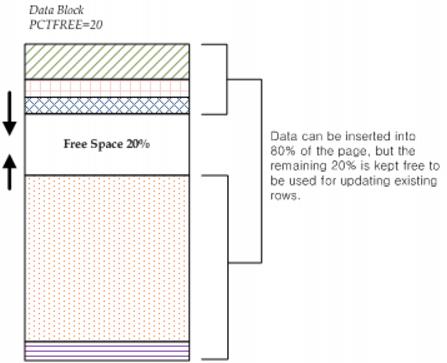 Data Block
PCTFREE=20
Free Space 20%
Data can be inserted into
80% of the page, but the
remaining 20% is kept free to
be used for updating existing
rows.